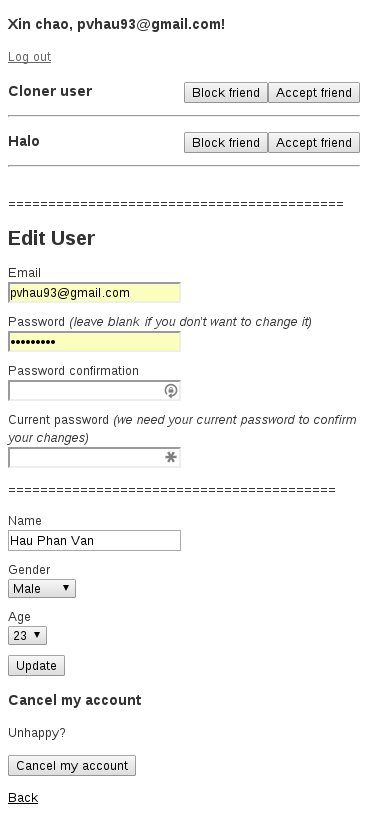 Xin chao, pvhau93@gmail.com!
Log out
Cloner user Block friend Accept friend
Halo Block friend Accept friend
==========================================
Edit User
Email
pvhau93@gmail.com
Password (leave blank if you don't want to change it)
•••••••••
Password confirmation
Current password (we need your current password to confirm
your changes)
=========================================
Name
Hau Phan Van
Gender
Male
Age
23
Update
Cancel my account
Unhappy?
Cancel my account
Back